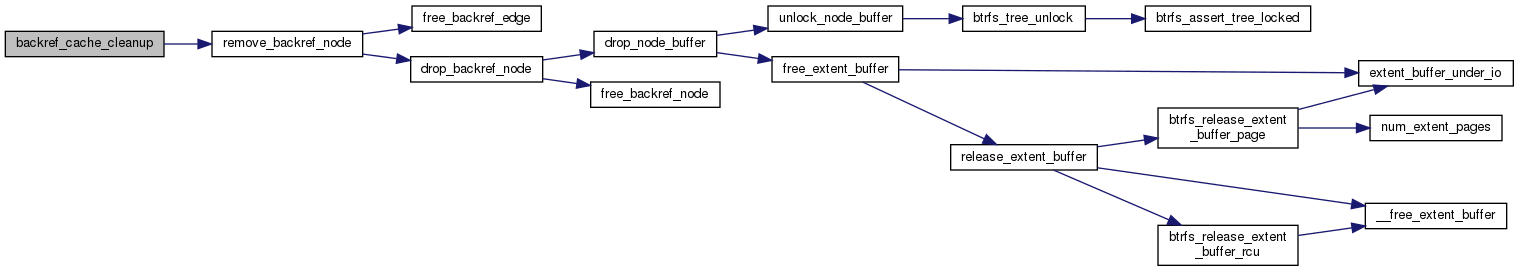 backref_cache_cleanup
remove_backref_node
free_backref_edge
drop_backref_node
drop_node_buffer
free_backref_node
unlock_node_buffer
free_extent_buffer
btrfs_tree_unlock
btrfs_assert_tree_locked
release_extent_buffer
extent_buffer_under_io
btrfs_release_extent
_buffer_page
num_extent_pages
__free_extent_buffer
btrfs_release_extent
_buffer_rcu